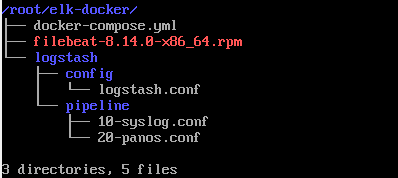 /root/elk-docker/
├── docker-compose.yml
├── filebeat-8.14.0-x86_64.rpm
└── logstash
    ├── config
    │   └── logstash.conf
    └── pipeline
        ├── 10-syslog.conf
        └── 20-panos.conf

3 directories, 5 files